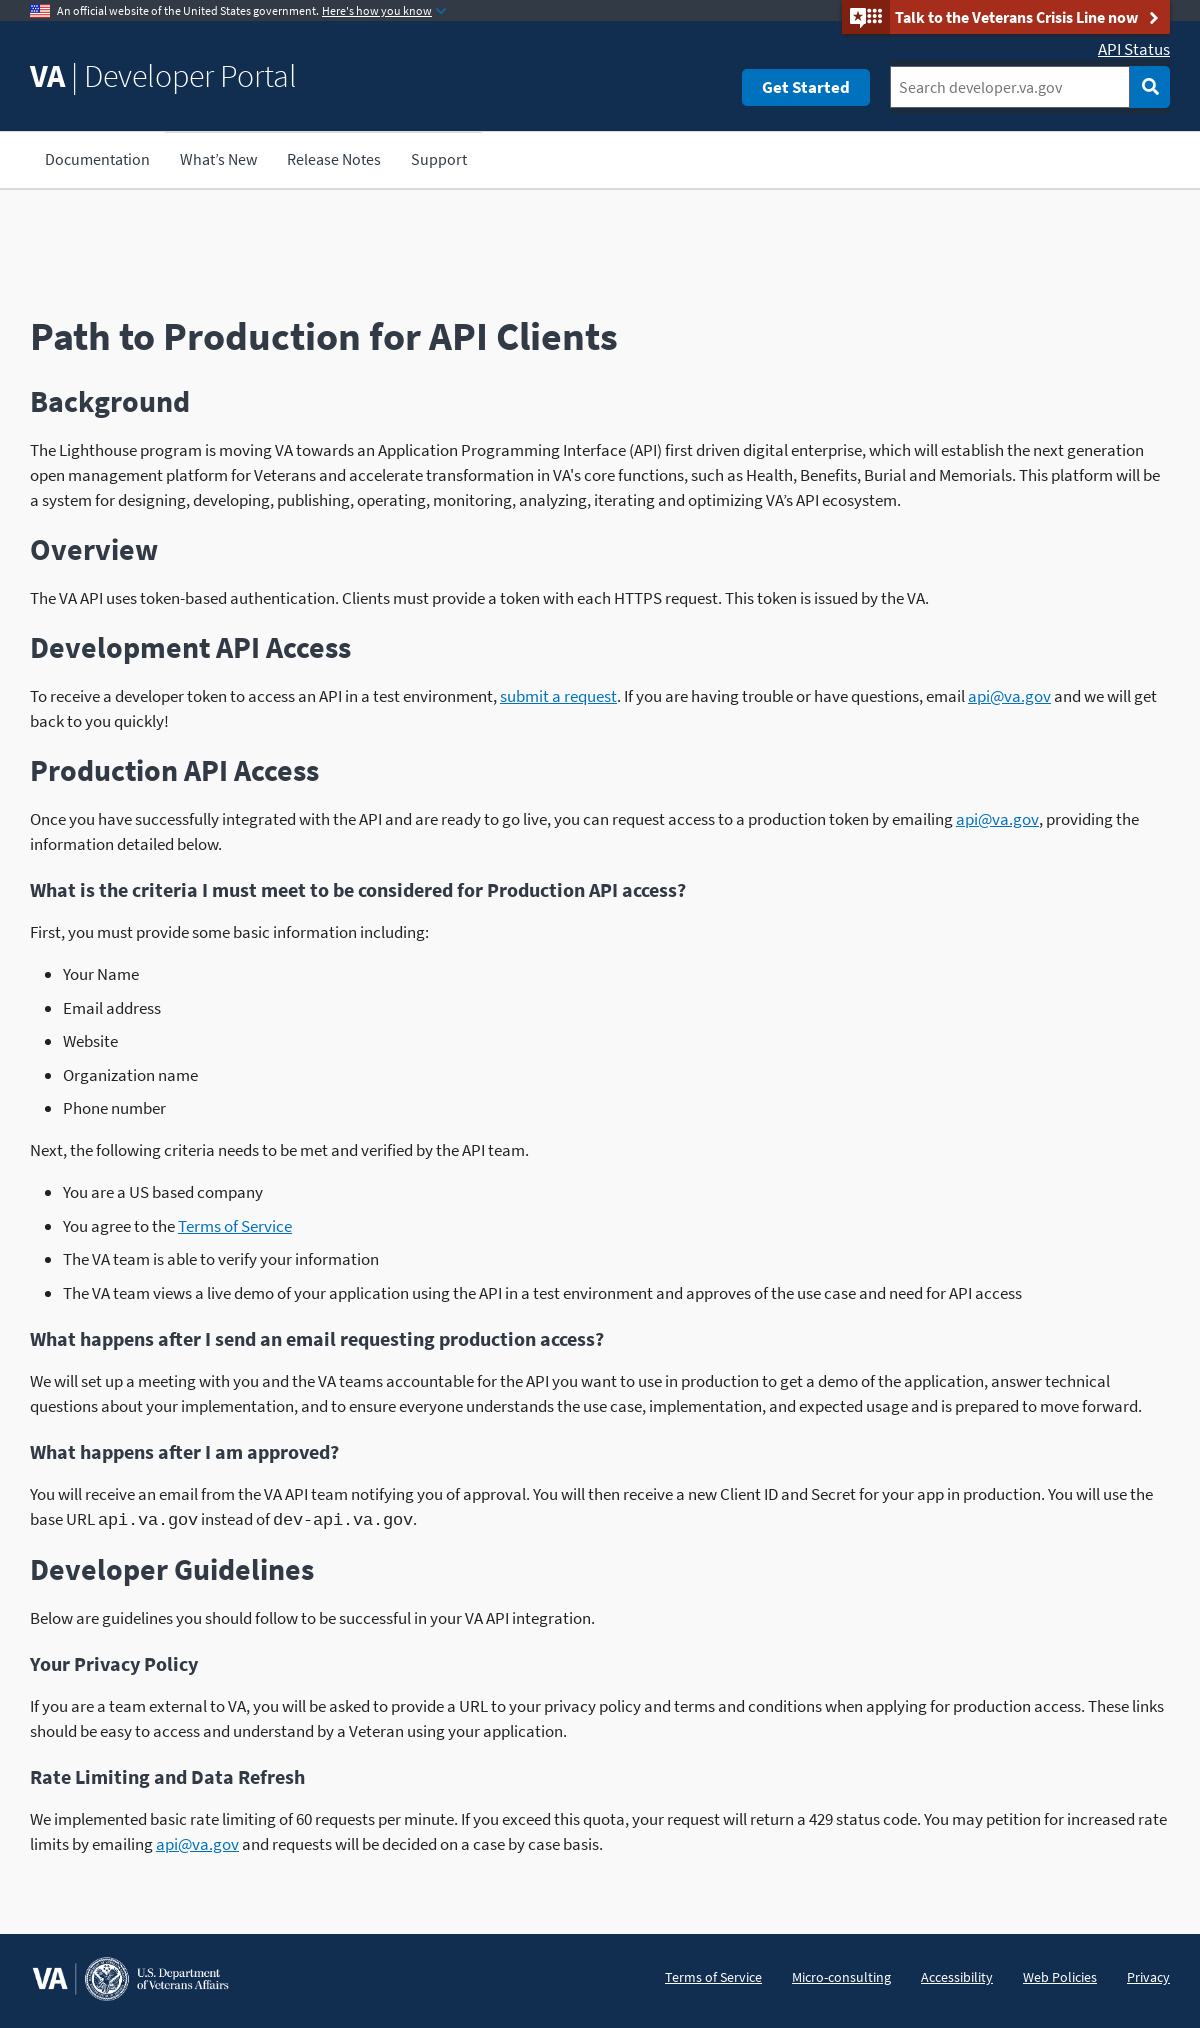 An official website of the United States government. Here's how you know
Talk to the Veterans Crisis Line now
API Status
VA | Developer Portal
Get Started
Search developer.va.gov
Documentation
What’s New
Release Notes
Support
Path to Production for API Clients
Background
The Lighthouse program is moving VA towards an Application Programming Interface (API) first driven digital enterprise, which will establish the next generation
open management platform for Veterans and accelerate transformation in VA's core functions, such as Health, Benefits, Burial and Memorials. This platform will be
a system for designing, developing, publishing, operating, monitoring, analyzing, iterating and optimizing VA’s API ecosystem.
Overview
The VA API uses token-based authentication. Clients must provide a token with each HTTPS request. This token is issued by the VA.
Development API Access
To receive a developer token to access an API in a test environment, submit a request. If you are having trouble or have questions, email api@va.gov and we will get
back to you quickly!
Production API Access
Once you have successfully integrated with the API and are ready to go live, you can request access to a production token by emailing api@va.gov, providing the
information detailed below.
What is the criteria I must meet to be considered for Production API access?
First, you must provide some basic information including:
• Your Name
• Email address
• Website
• Organization name
• Phone number
Next, the following criteria needs to be met and verified by the API team.
• You are a US based company
• You agree to the Terms of Service
• The VA team is able to verify your information
• The VA team views a live demo of your application using the API in a test environment and approves of the use case and need for API access
What happens after I send an email requesting production access?
We will set up a meeting with you and the VA teams accountable for the API you want to use in production to get a demo of the application, answer technical
questions about your implementation, and to ensure everyone understands the use case, implementation, and expected usage and is prepared to move forward.
What happens after I am approved?
You will receive an email from the VA API team notifying you of approval. You will then receive a new Client ID and Secret for your app in production. You will use the
base URL api.va.gov instead of dev-api.va.gov.
Developer Guidelines
Below are guidelines you should follow to be successful in your VA API integration.
Your Privacy Policy
If you are a team external to VA, you will be asked to provide a URL to your privacy policy and terms and conditions when applying for production access. These links
should be easy to access and understand by a Veteran using your application.
Rate Limiting and Data Refresh
We implemented basic rate limiting of 60 requests per minute. If you exceed this quota, your request will return a 429 status code. You may petition for increased rate
limits by emailing api@va.gov and requests will be decided on a case by case basis.
VA
U.S. Department
of Veterans Affairs
Terms of Service
Micro-consulting
Accessibility
Web Policies
Privacy